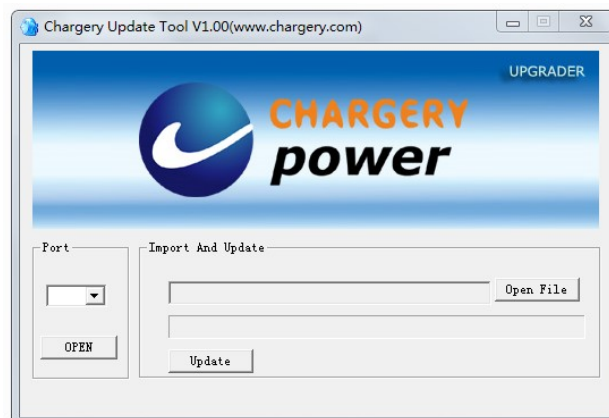 Chargery Update Tool V1.00(www.chargery.com)
UPGRADER
CHARGERY
power
Port
Import And Update
Open File
OPEN
Update